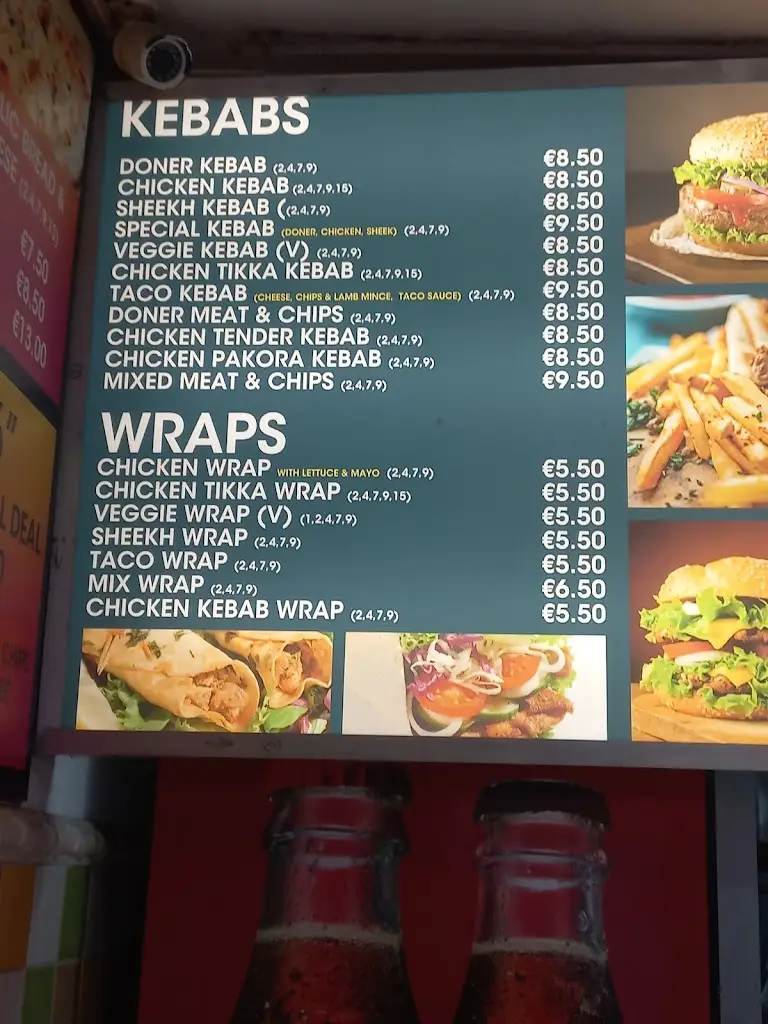 KEBABS
DONER KEBAB (2,4,7,9) €8.50
CHICKEN KEBAB (2,4,7,9,15) €8.50
SHEEKH KEBAB ((2,4,7,9) €8.50
SPECIAL KEBAB (DONER, CHICKEN, SHEEK) (2,4,7,9) €9.50
VEGGIE KEBAB (V) (2,4,7,9) €8.50
CHICKEN TIKKA KEBAB (2,4,7,9,15) €8.50
TACO KEBAB (CHEESE, CHIPS & LAMB MINCE, TACO SAUCE) (2,4,7,9) €9.50
DONER MEAT & CHIPS (2,4,7,9) €8.50
CHICKEN TENDER KEBAB (2,4,7,9) €8.50
CHICKEN PAKORA KEBAB (2,4,7,9) €8.50
MIXED MEAT & CHIPS (2,4,7,9) €9.50
WRAPS
CHICKEN WRAP WITH LETTUCE & MAYO (2,4,7,9) €5.50
CHICKEN TIKKA WRAP (2,4,7,9,15) €5.50
VEGGIE WRAP (V) (1,2,4,7,9) €5.50
SHEEKH WRAP (2,4,7,9) €5.50
TACO WRAP (2,4,7,9) €5.50
MIX WRAP (2,4,7,9) €6.50
CHICKEN KEBAB WRAP (2,4,7,9) €5.50
BREAD &
€7.50
€8.50
€13.00
DEAL